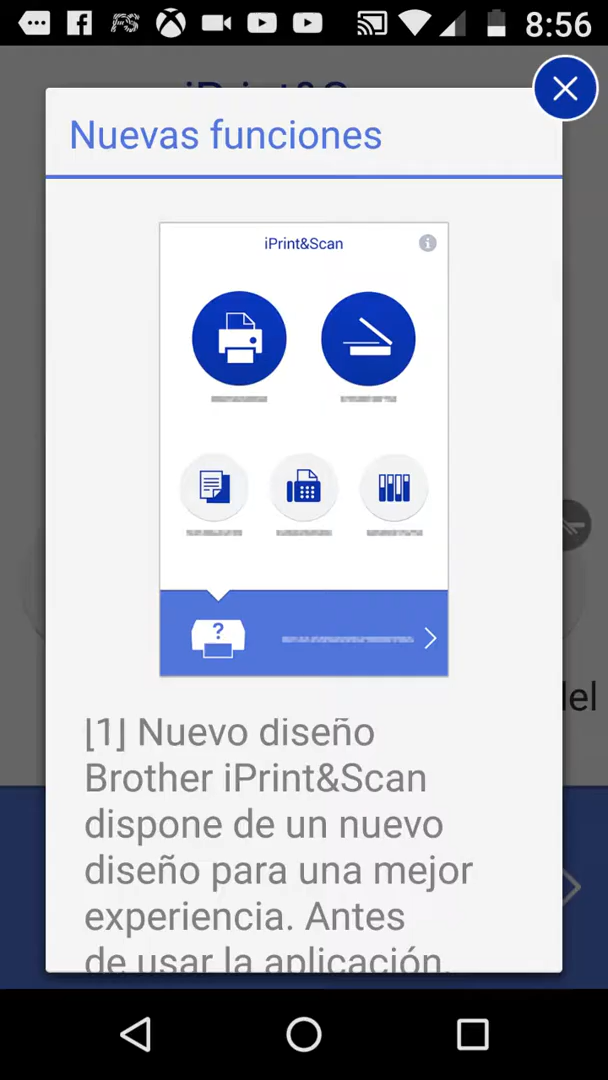 8:56
Nuevas funciones
iPrint&Scan
[1] Nuevo diseño
Brother iPrint&Scan
dispone de un nuevo
diseño para una mejor
experiencia. Antes
de usar la aplicación,
del